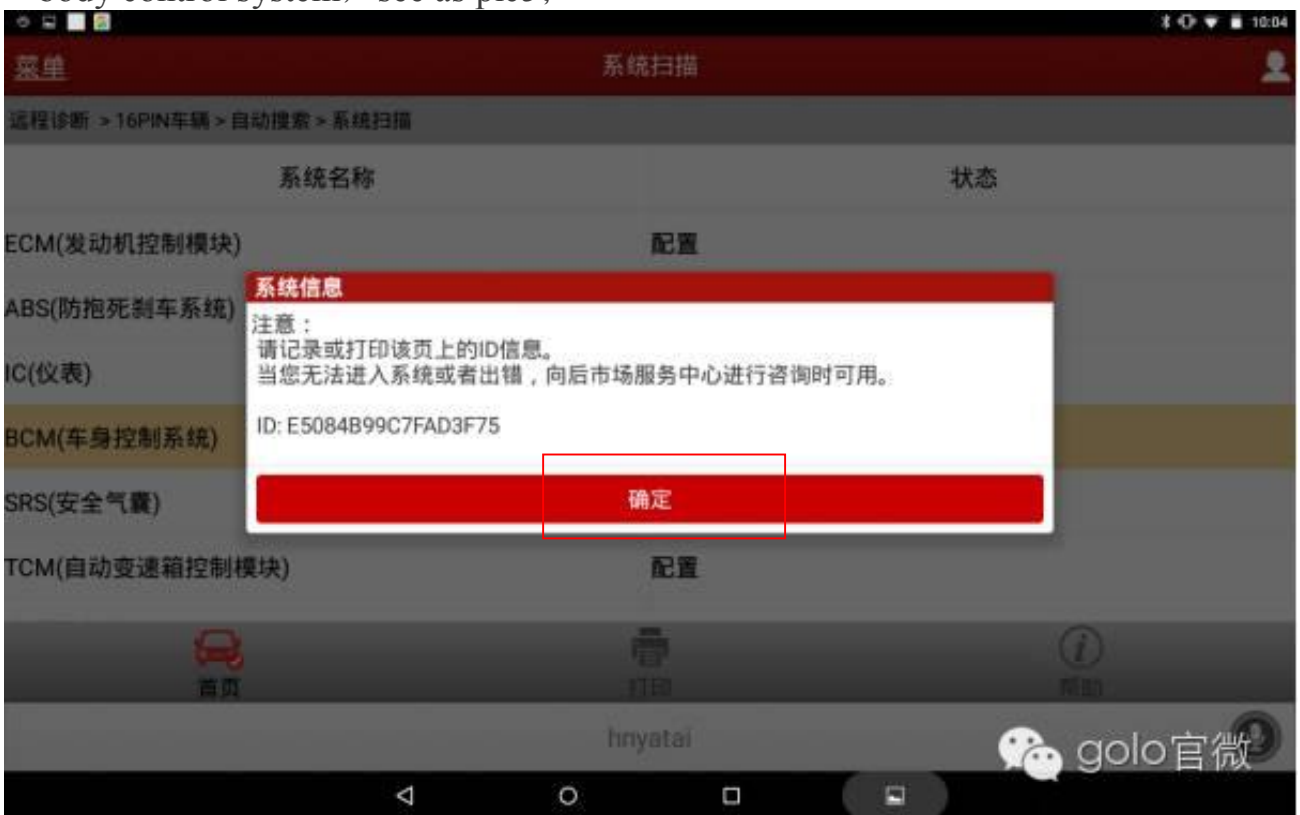 body control system, see as pic5;
10:04
菜单
系统扫描
远程诊断 > 16PIN车辆 > 自动搜索 > 系统扫描
系统名称 状态
ECM(发动机控制模块) 配置
ABS(防抱死刹车系统)
IC(仪表)
BCM(车身控制系统)
SRS(安全气囊)
TCM(自动变速箱控制模块) 配置
系统信息
注意：
请记录或打印该页上的ID信息。
当您无法进入系统或者出错，向后市场服务中心进行咨询时可用。
ID: E5084B99C7FAD3F75
确定
首页 打印 帮助
hnyatai
golo官微